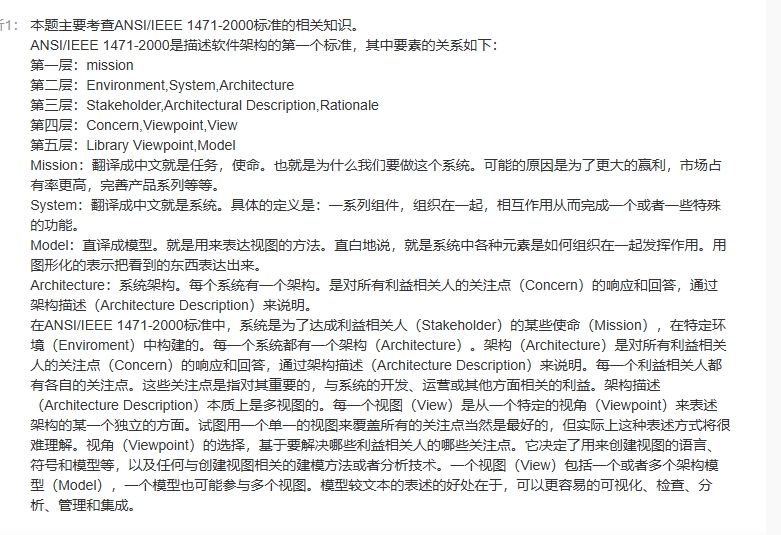 析1： 本题主要考查ANSI/IEEE 1471-2000标准的相关知识。
ANSI/IEEE 1471-2000是描述软件架构的第一个标准，其中要素的关系如下：
第一层：mission
第二层：Environment,System,Architecture
第三层：Stakeholder,Architectural Description,Rationale
第四层：Concern,Viewpoint,View
第五层：Library Viewpoint,Model
Mission：翻译成中文就是任务，使命。也就是为什么我们要做这个系统。可能的原因是为了更大的赢利，市场占
有率更高，完善产品系列等等。
System：翻译成中文就是系统。具体的定义是：一系列组件，组织在一起，相互作用从而完成一个或者一些特殊
的功能。
Model：直译成模型。就是用来表达视图的方法。直白地说，就是系统中各种元素是如何组织在一起发挥作用。用
图形化的表示把看到的东西表达出来。
Architecture：系统架构。每个系统有一个架构。是对所有利益相关人的关注点（Concern）的响应和回答，通过
架构描述（Architecture Description）来说明。
在ANSI/IEEE 1471-2000标准中，系统是为了达成利益相关人（Stakeholder）的某些使命（Mission），在特定环
境（Enviroment）中构建的。每一个系统都有一个架构（Architecture）。架构（Architecture）是对所有利益相关
人的关注点（Concern）的响应和回答，通过架构描述（Architecture Description）来说明。每一个利益相关人都
有各自的关注点。这些关注点是指对其重要的，与系统的开发、运营或其他方面相关的利益。架构描述
（Architecture Description）本质上是多视图的。每一个视图（View）是从一个特定的视角（Viewpoint）来表述
架构的某一个独立的方面。试图用一个单一的视图来覆盖所有的关注点当然是最好的，但实际上这种表述方式将很
难理解。视角（Viewpoint）的选择，基于要解决哪些利益相关人的哪些关注点。它决定了用来创建视图的语言、
符号和模型等，以及任何与创建视图相关的建模方法或者分析技术。一个视图（View）包括一个或者多个架构模
型（Model），一个模型也可能参与多个视图。模型较文本的表述的好处在于，可以更容易的可视化、检查、分
析、管理和集成。